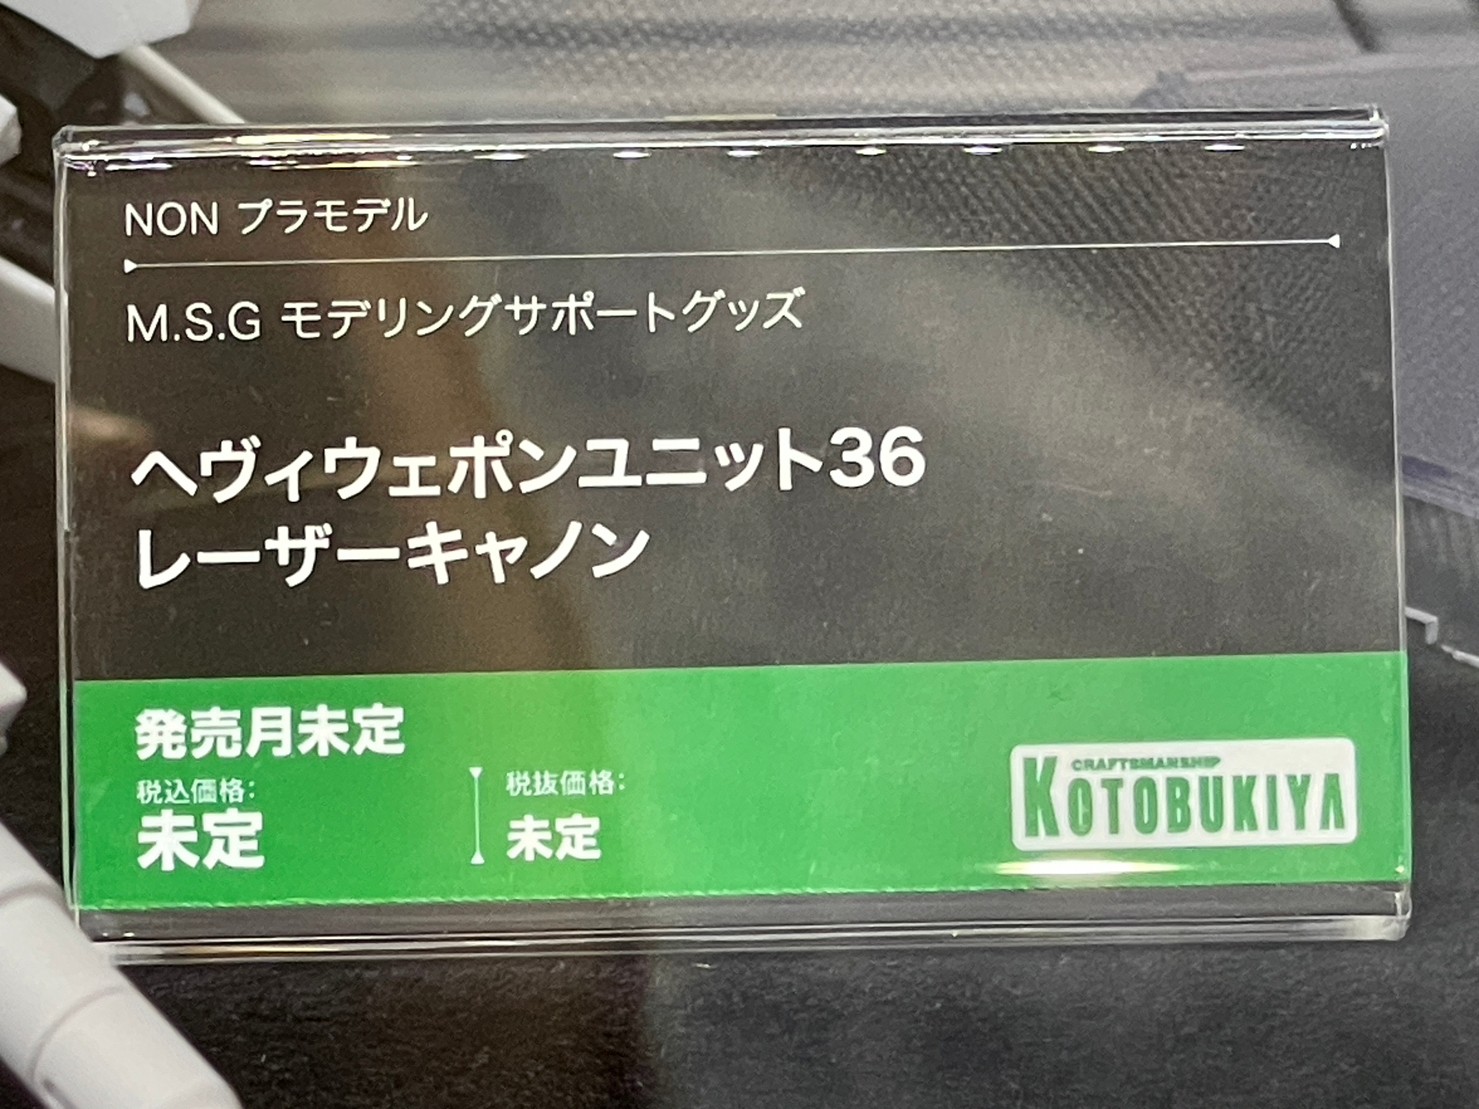 NON プラモデル
M.S.G モデリングサポートグッズ
ヘヴィウェポンユニット36
レーザーキャノン
発売月未定
税込価格:
未定
税抜価格:
未定
CRAFTSMANSHIP
KOTOBUKIYA